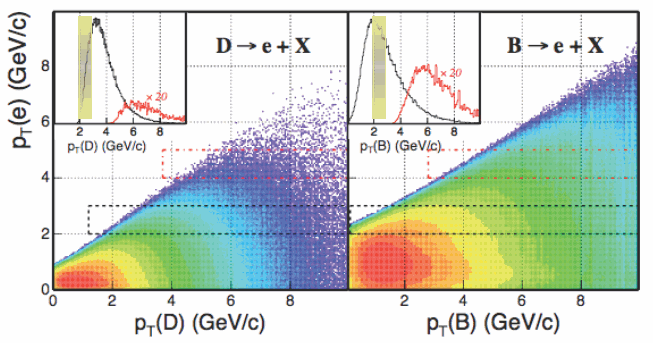 p_T(e) (GeV/c)
8
6
4
2
0
D → e + X
× 20
2 4 6 8
p_T(D) (GeV/c)
B → e + X
× 20
2 4 6 8
p_T(B) (GeV/c)
0 2 4 6 8
2 4 6 8
p_T(D) (GeV/c)
p_T(B) (GeV/c)